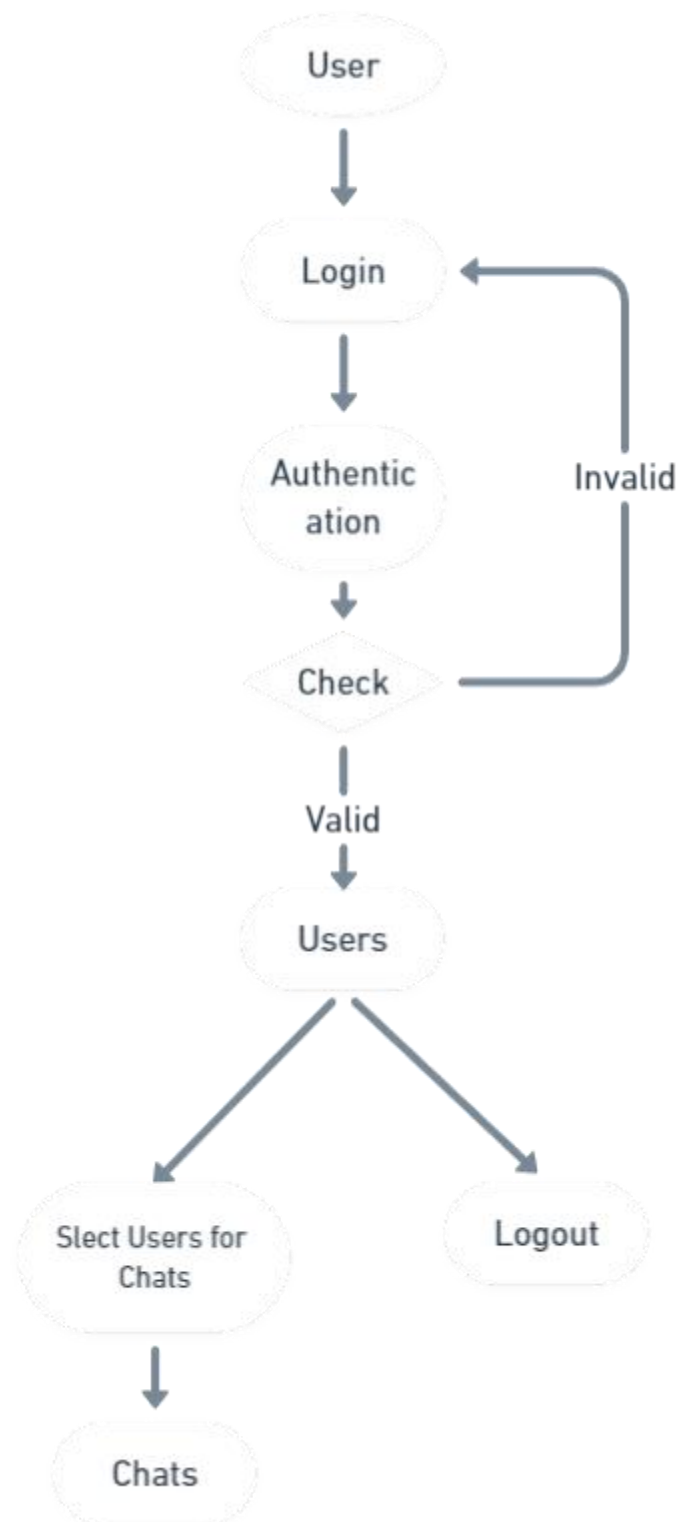 User
Login
Authentic
ation
Invalid
Check
Valid
Users
Slect Users for
Chats
Logout
Chats